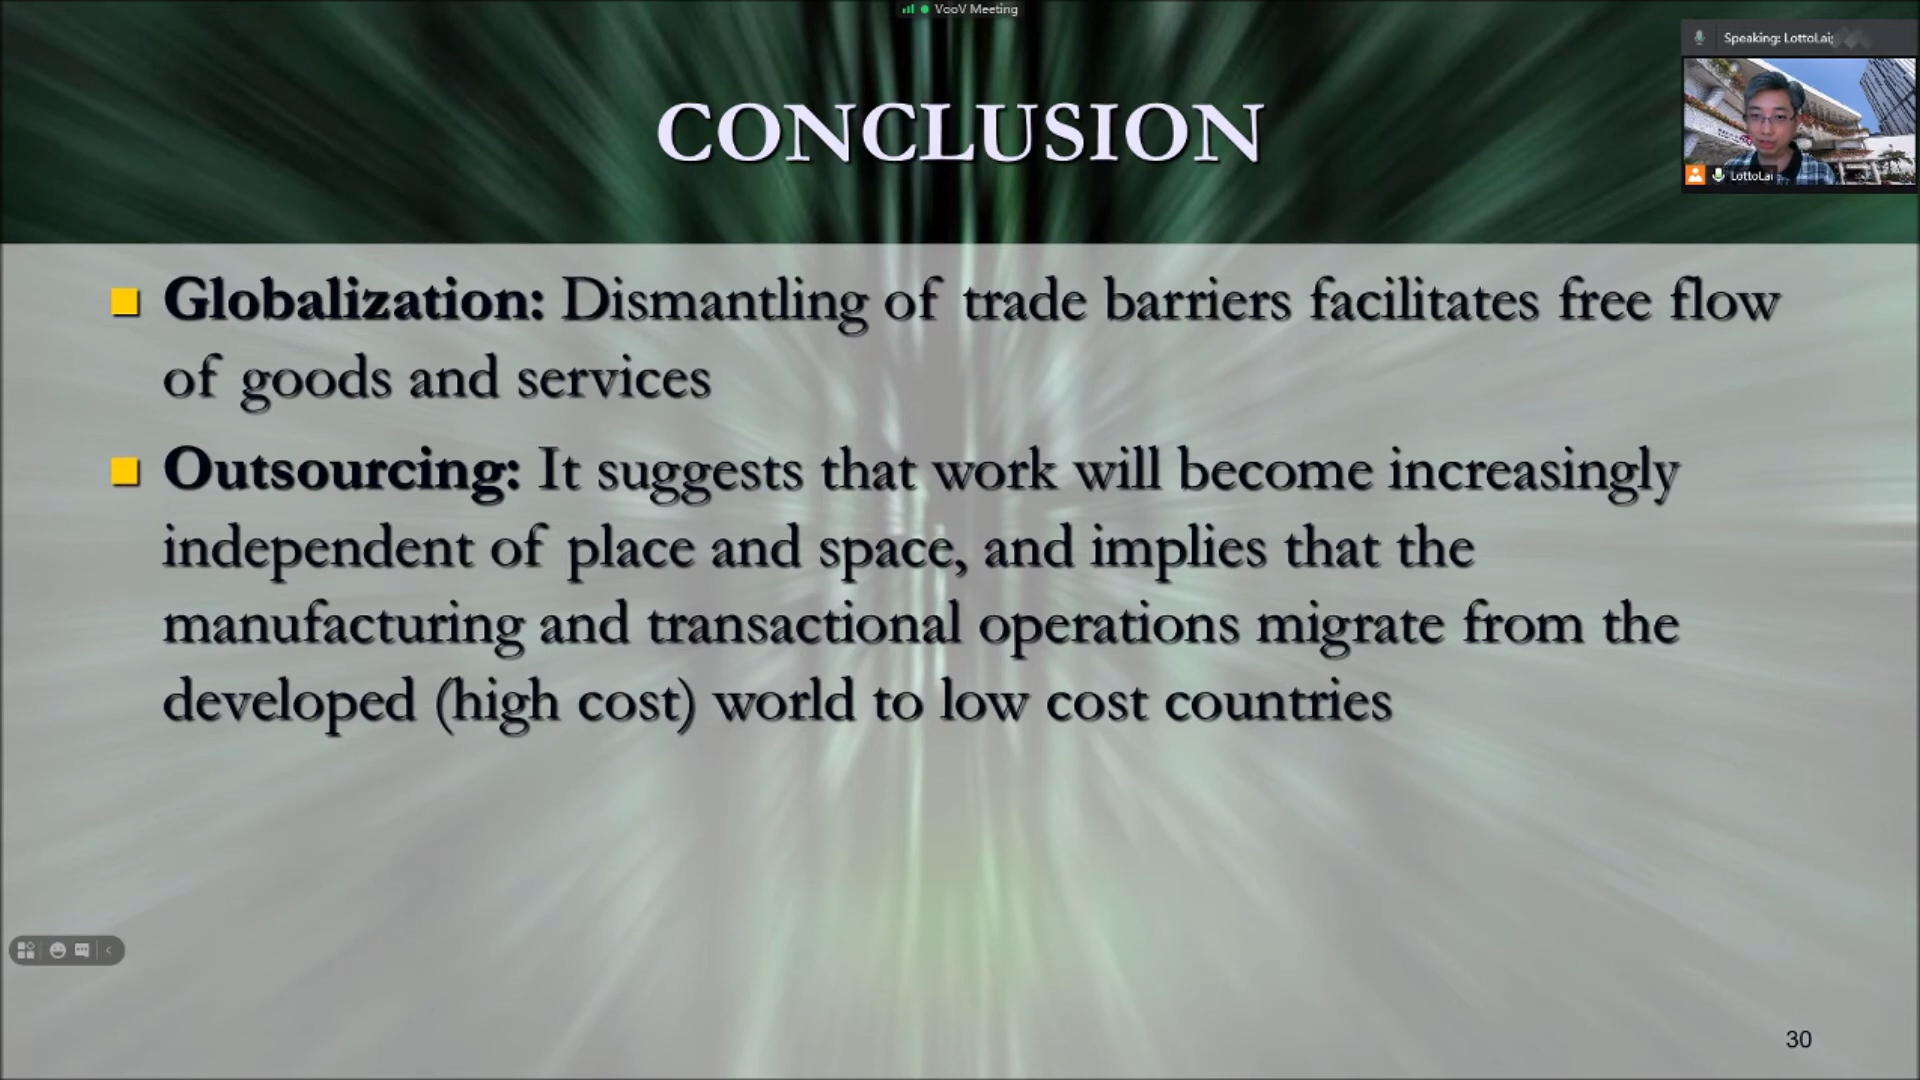 VooV Meeting
Speaking: LottoLai;
LottoLai
CONCLUSION
Globalization: Dismantling of trade barriers facilitates free flow
of goods and services
Outsourcing: It suggests that work will become increasingly
independent of place and space, and implies that the
manufacturing and transactional operations migrate from the
developed (high cost) world to low cost countries
30